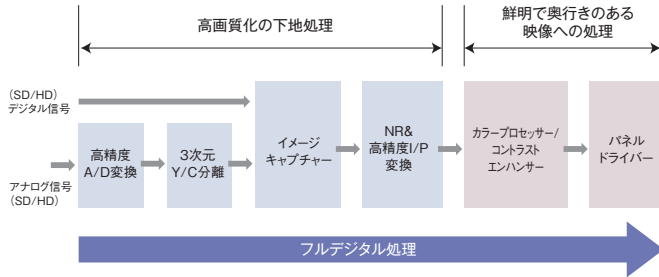 高画質化の下地処理
鮮明で奥行きのある
映像への処理
(SD/HD)
デジタル信号
アナログ信号
(SD/HD)
高精度
A/D変換
3次元
Y/C分離
イメージ
キャプチャー
NR&
高精度I/P
変換
カラープロセッサー/
コントラスト
エンハンサー
パネル
ドライバー
フルデジタル処理